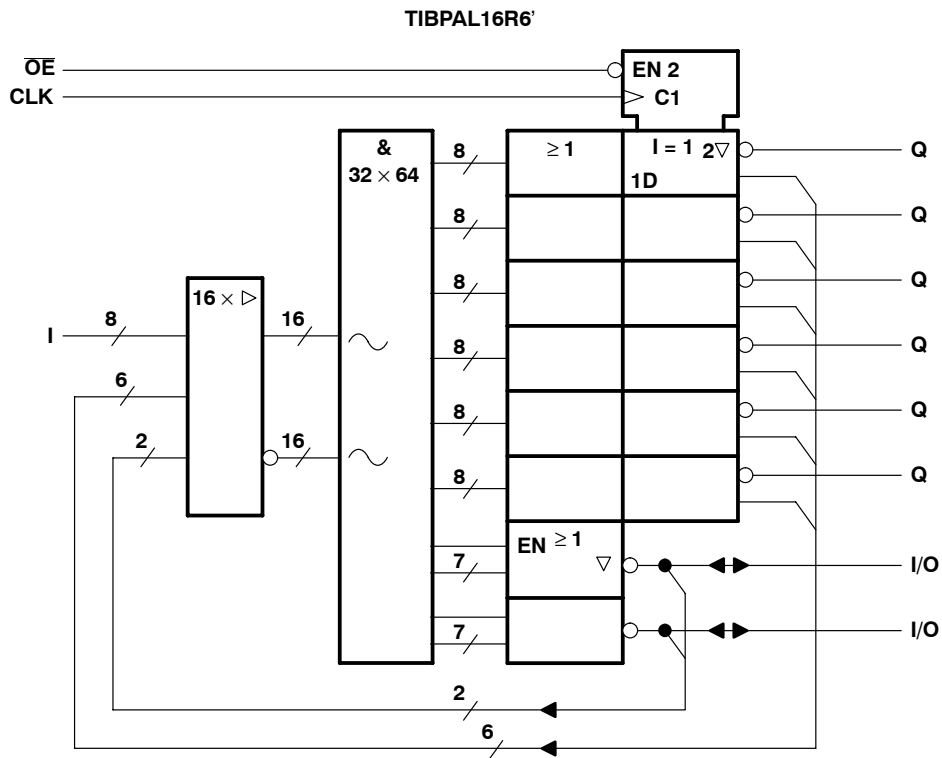 TIBPAL16R6’
OE
EN 2
CLK
C1
&
32 × 64
8
≥ 1
I = 1
2▽
1D
Q
8
Q
8
Q
16 × ▷
I
8
16
8
Q
6
8
Q
2
16
8
Q
EN ≥ 1
▽
7
I/O
7
I/O
2
6